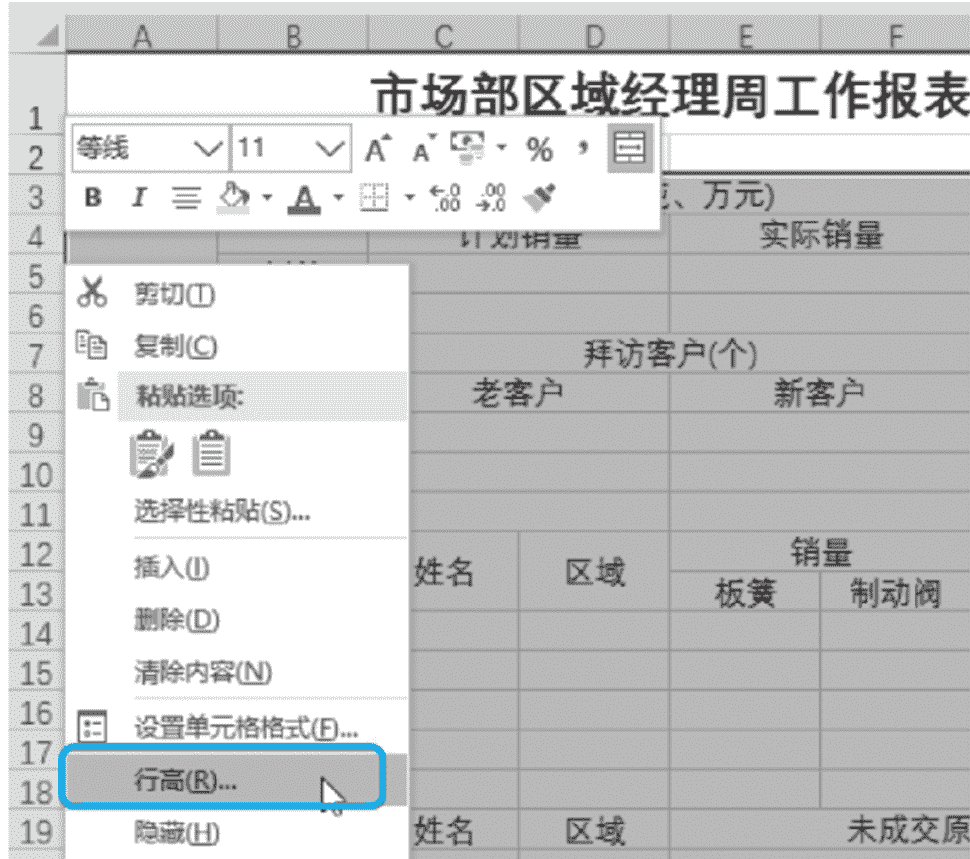 A B C D E F
1 市场部区域经理周工作报表
2 等线 11 A A % ,
3 B I A .0 .00 .00 .0 、万元)
4 计划销量 实际销量
5
6 剪切(T)
7 复制(C) 拜访客户(个)
8 粘贴选项: 老客户 新客户
9
10
11 选择性粘贴(S)...
12 插入(I) 姓名 区域 销量
13 板簧 制动阀
14 删除(D)
15 清除内容(N)
16 设置单元格格式(F)...
17
18 行高(R)...
19 隐藏(H) 姓名 区域 未成交原